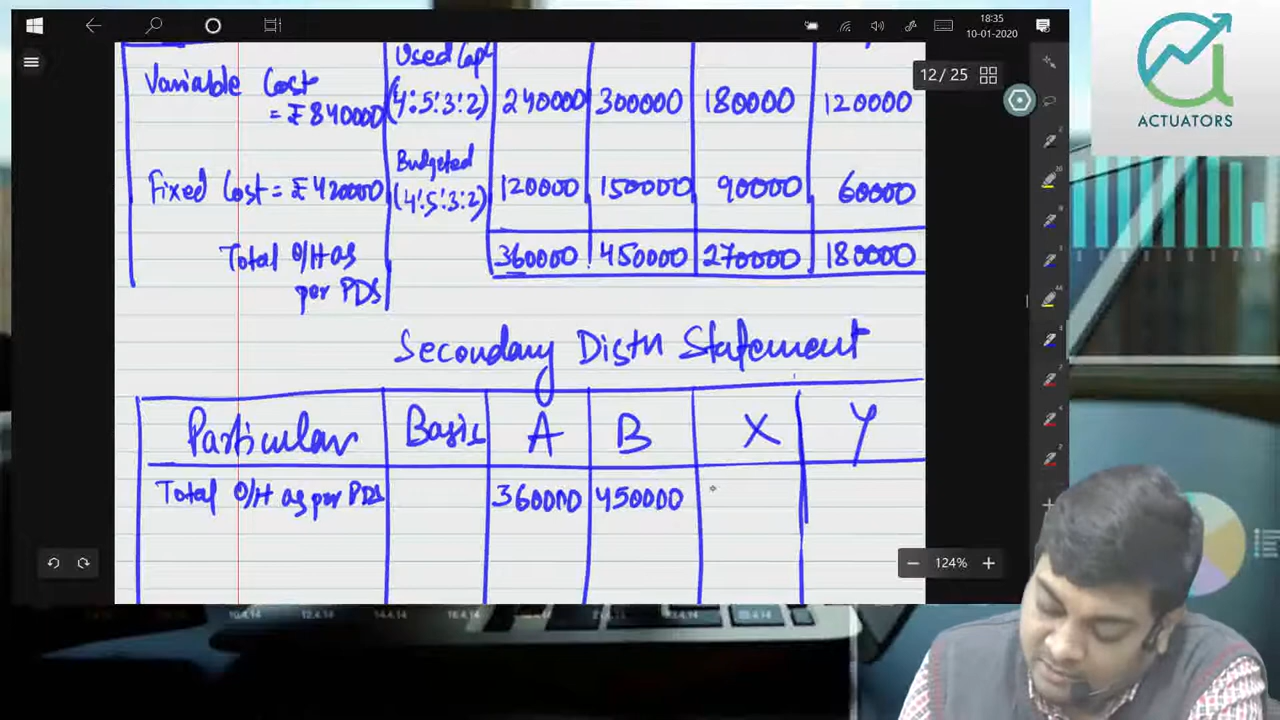 18:35
10-01-2020
12 / 25
ACTUATORS
Used Cap
Variable Cost (4:5:3:2) 240000 300000 180000 120000
= ₹840000
Budgeted
Fixed Cost = ₹420000 (4:5:3:2) 120000 150000 90000 60000
Total O/H as 360000 450000 270000 180000
per PDS
Secondary Distn Statement
Particular Basis A B X Y
Total O/H as per PDS 360000 450000
124%